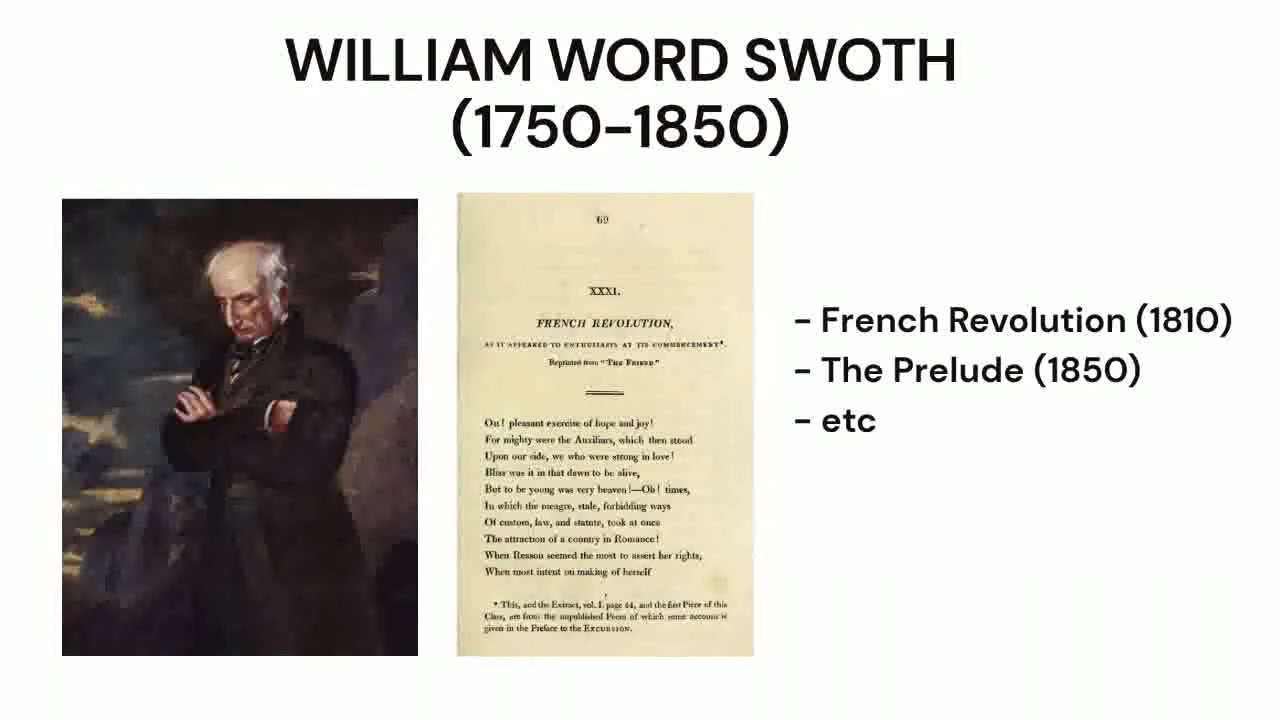 WILLIAM WORD SWOTH
(1750-1850)
69
XXXI.
FRENCH REVOLUTION,
AS IT APPEARED TO ENTHUSIASTS AT ITS COMMENCEMENT*.
Reprinted from "THE FRIEND."
OH! pleasant exercise of hope and joy!
For mighty were the Auxiliars, which then stood
Upon our side, we who were strong in love!
Bliss was it in that dawn to be alive,
But to be young was very heaven!—Oh! times,
In which the meagre, stale, forbidding ways
Of custom, law, and statute, took at once
The attraction of a country in Romance!
When Reason seemed the most to assert her rights,
When most intent on making of herself
* This, and the Extract, vol. I. page 44, and the first Piece of this
Class, are from the unpublished Poem of which some account is
given in the Preface to the EXCURSION.
- French Revolution (1810)
- The Prelude (1850)
- etc